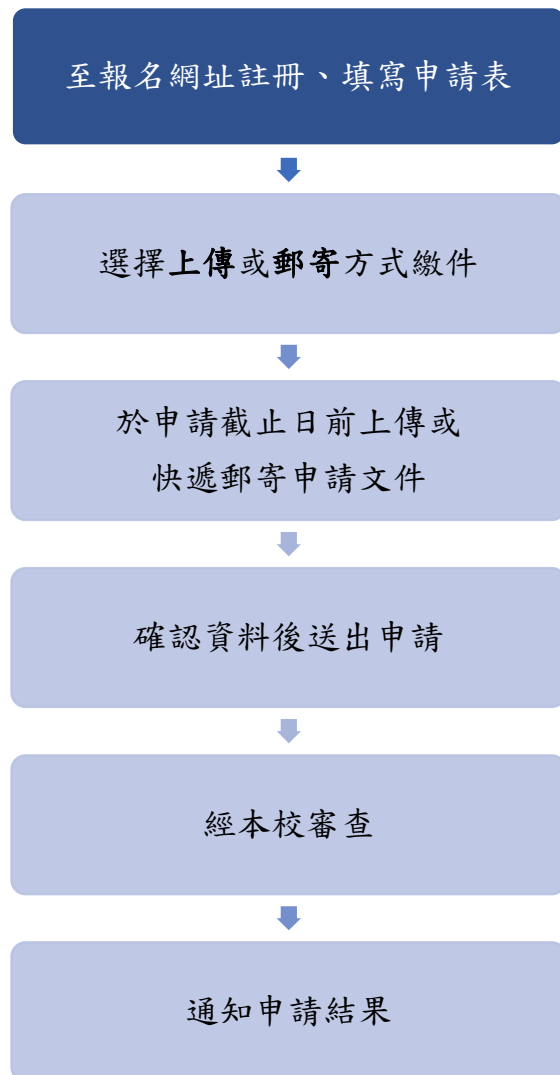 至報名網址註冊、填寫申請表
選擇上傳或郵寄方式繳件
於申請截止日前上傳或
快遞郵寄申請文件
確認資料後送出申請
經本校審查
通知申請結果